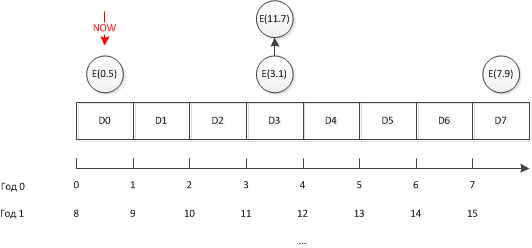 E(11.7)
NOW
E(0.5) E(3.1) E(7.9)
D0 D1 D2 D3 D4 D5 D6 D7
Год 0 0 1 2 3 4 5 6 7
Год 1 8 9 10 11 12 13 14 15
...